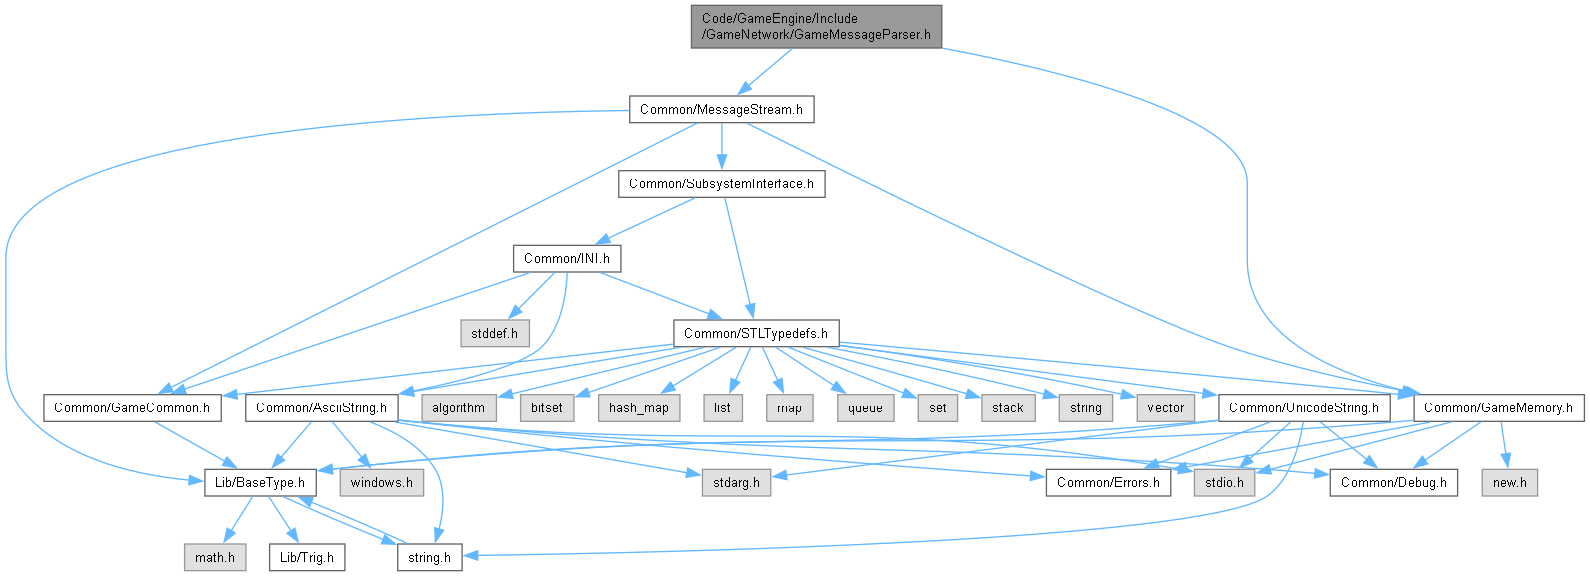 Code/GameEngine/Include
/GameNetwork/GameMessageParser.h
Common/MessageStream.h
Common/SubsystemInterface.h
Common/INI.h
stddef.h
Common/STLTypedefs.h
Common/GameCommon.h
Common/AsciiString.h
algorithm
bitset
hash_map
list
map
queue
set
stack
string
vector
Common/UnicodeString.h
Common/GameMemory.h
Lib/BaseType.h
windows.h
stdarg.h
Common/Errors.h
stdio.h
Common/Debug.h
new.h
math.h
Lib/Trig.h
string.h